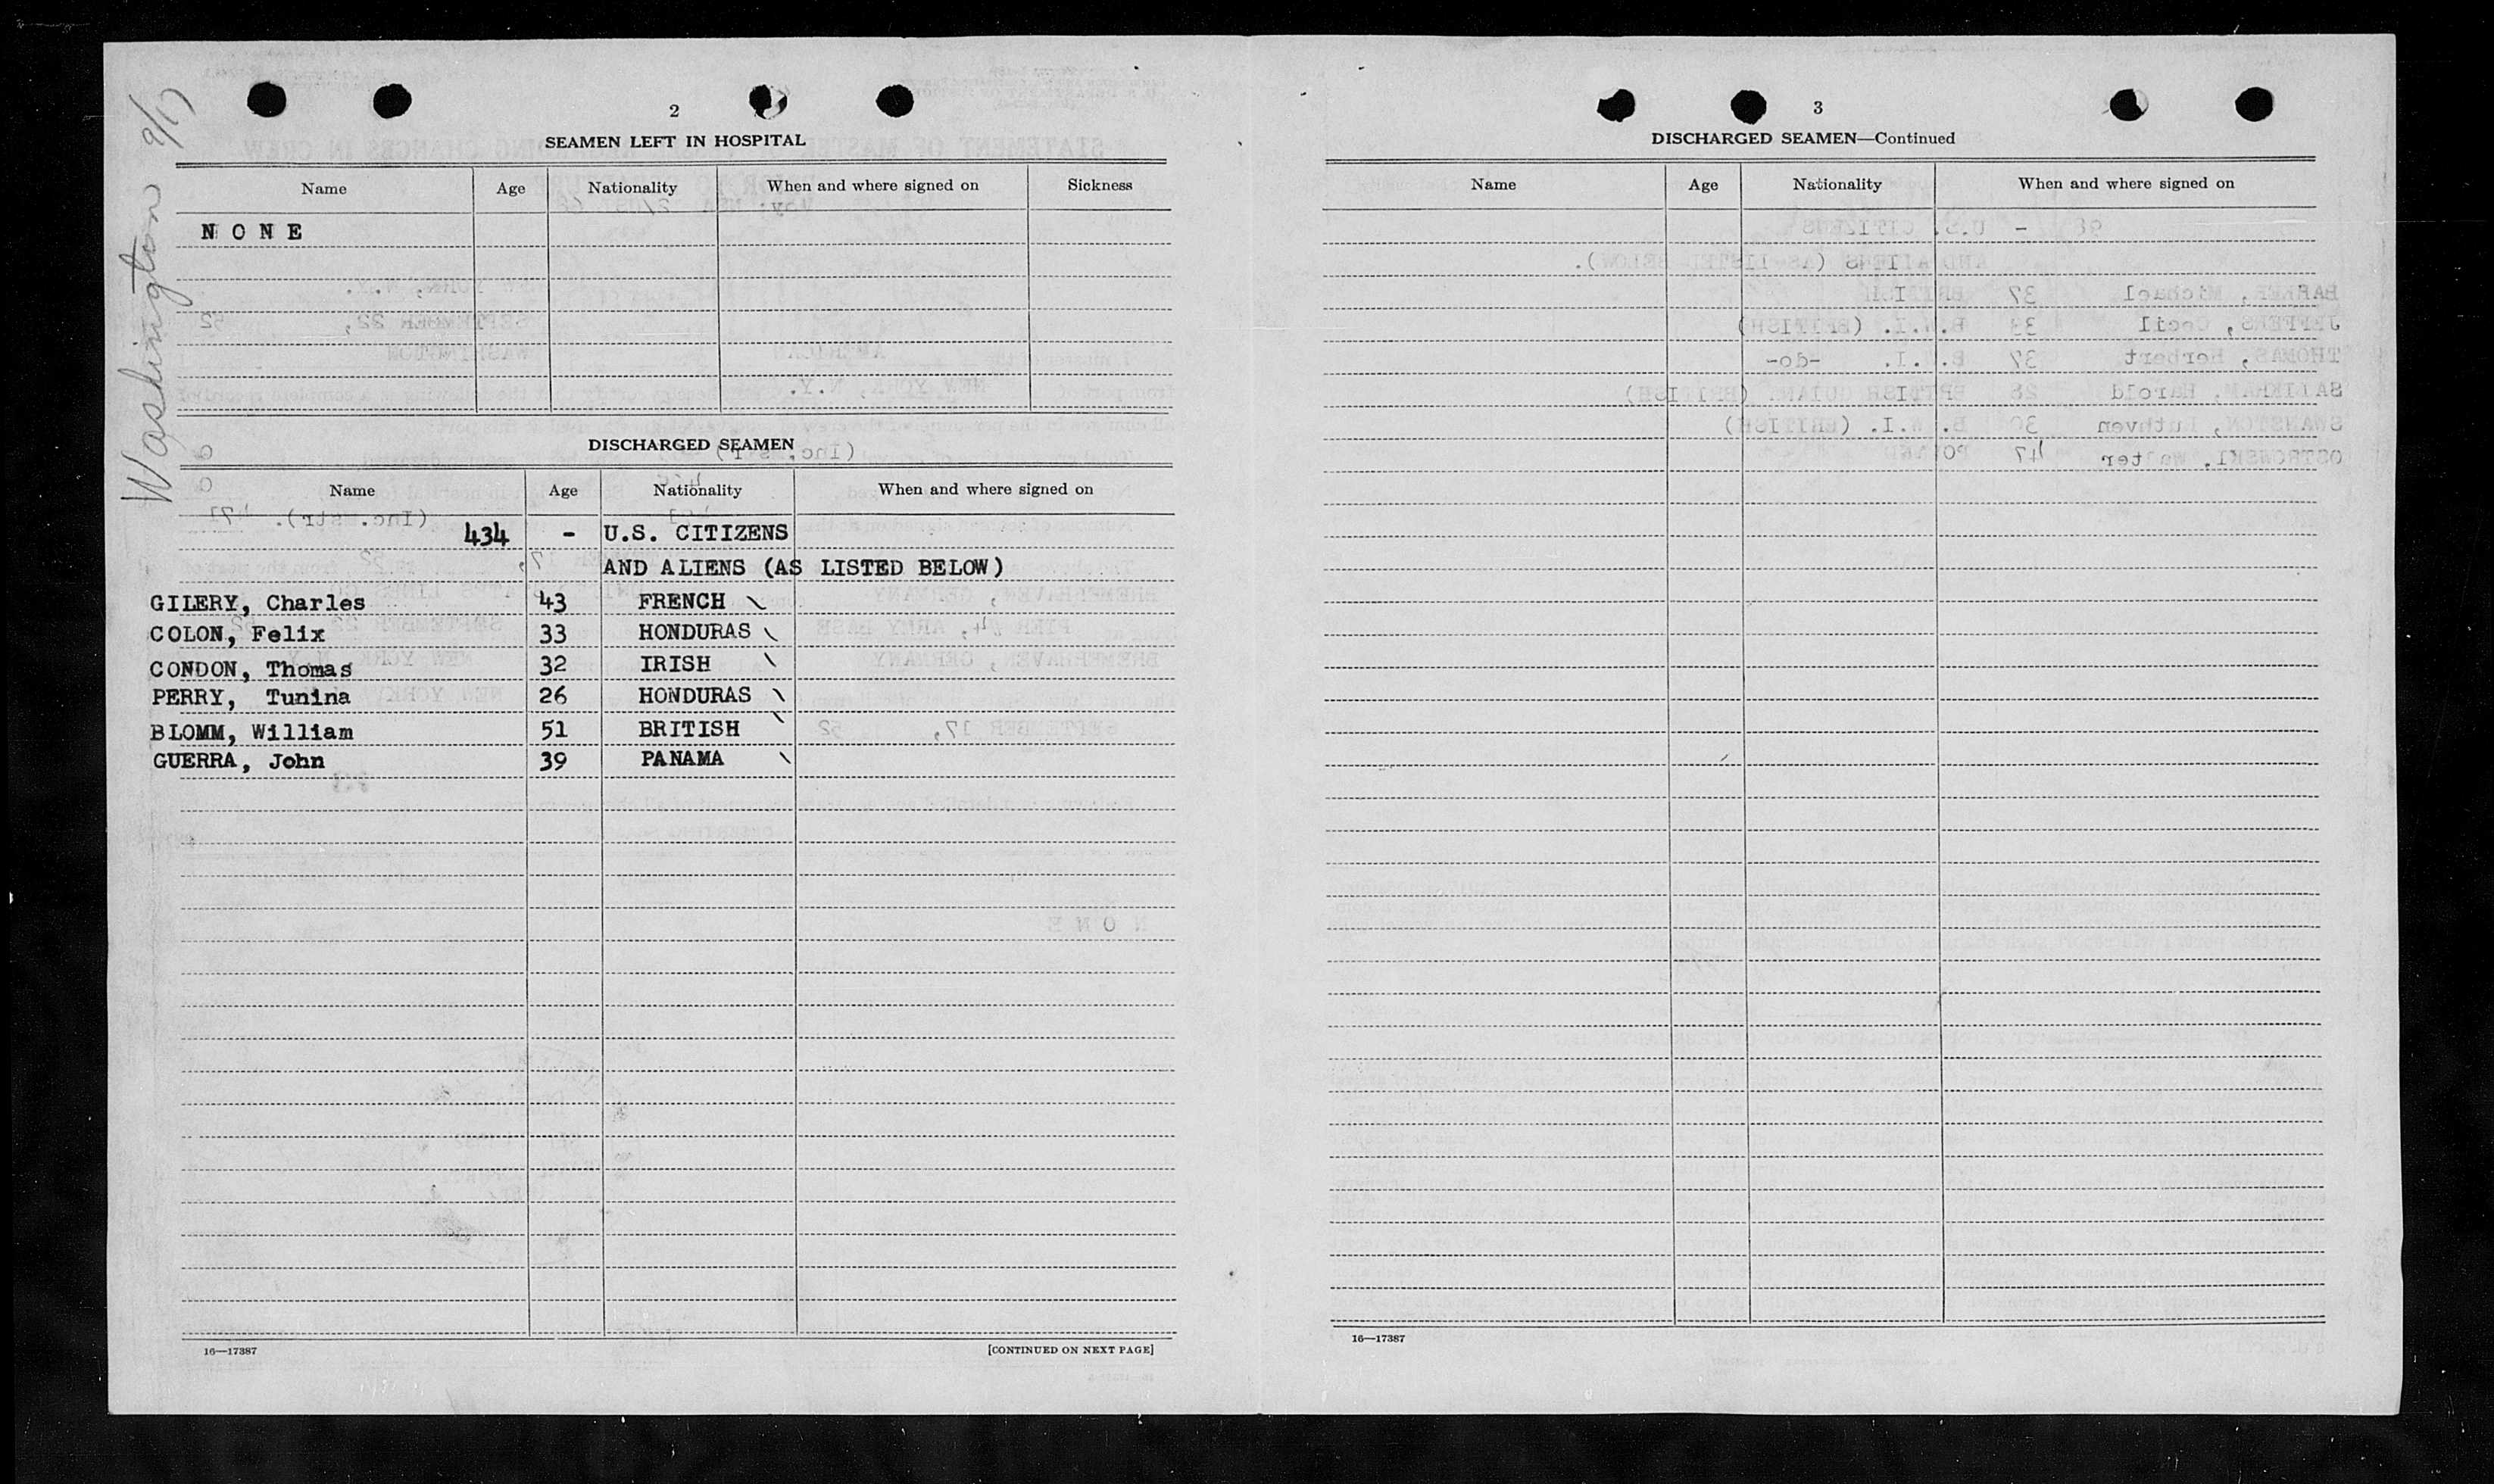 Washington 9/17
2
SEAMEN LEFT IN HOSPITAL
Name Age Nationality When and where signed on Sickness
NONE
DISCHARGED SEAMEN
Name Age Nationality When and where signed on
434 - U.S. CITIZENS
AND ALIENS (AS LISTED BELOW)
GILERY, Charles 43 FRENCH \
COLON, Felix 33 HONDURAS \
CONDON, Thomas 32 IRISH \
PERRY, Tunina 26 HONDURAS \
BLOMM, William 51 BRITISH \
GUERRA, John 39 PANAMA \
16—17387 [CONTINUED ON NEXT PAGE]
3
DISCHARGED SEAMEN—Continued
Name Age Nationality When and where signed on
16—17387